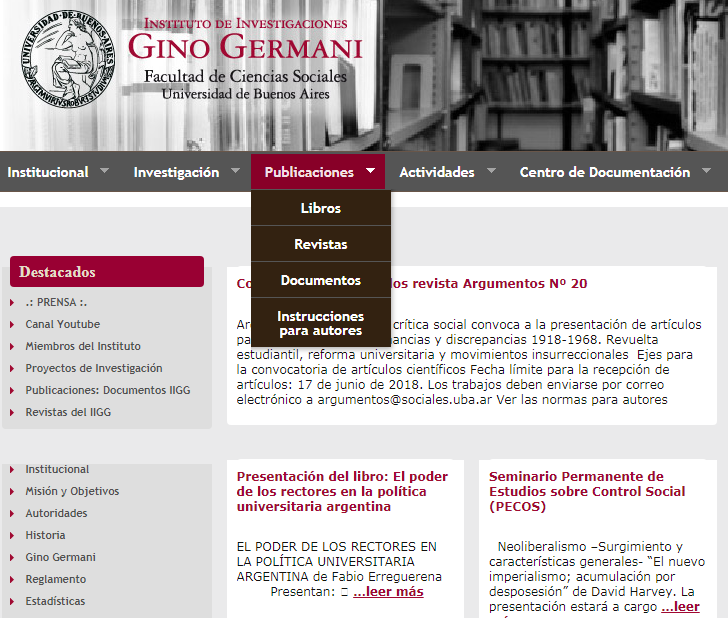 INSTITUTO DE INVESTIGACIONES
GINO GERMANI
Facultad de Ciencias Sociales
Universidad de Buenos Aires
Institucional
Investigación
Publicaciones
Actividades
Centro de Documentación
Libros
Revistas
Documentos
Instrucciones
para autores
Destacados
.: PRENSA :.
Canal Youtube
Miembros del Instituto
Proyectos de Investigación
Publicaciones: Documentos IIGG
Revistas del IIGG
Institucional
Misión y Objetivos
Autoridades
Historia
Gino Germani
Reglamento
Estadísticas
los revista Argumentos Nº 20
crítica social convoca a la presentación de artículos
ancias y discrepancias 1918-1968. Revuelta
estudiantil, reforma universitaria y movimientos insurreccionales Ejes para
la convocatoria de artículos científicos Fecha límite para la recepción de
artículos: 17 de junio de 2018. Los trabajos deben enviarse por correo
electrónico a argumentos@sociales.uba.ar Ver las normas para autores
Presentación del libro: El poder
de los rectores en la política
universitaria argentina
EL PODER DE LOS RECTORES EN
LA POLÍTICA UNIVERSITARIA
ARGENTINA de Fabio Erreguerena
Presentan: ...leer más
Seminario Permanente de
Estudios sobre Control Social
(PECOS)
Neoliberalismo –Surgimiento y
características generales- “El nuevo
imperialismo; acumulación por
desposesión” de David Harvey. La
presentación estará a cargo ...leer